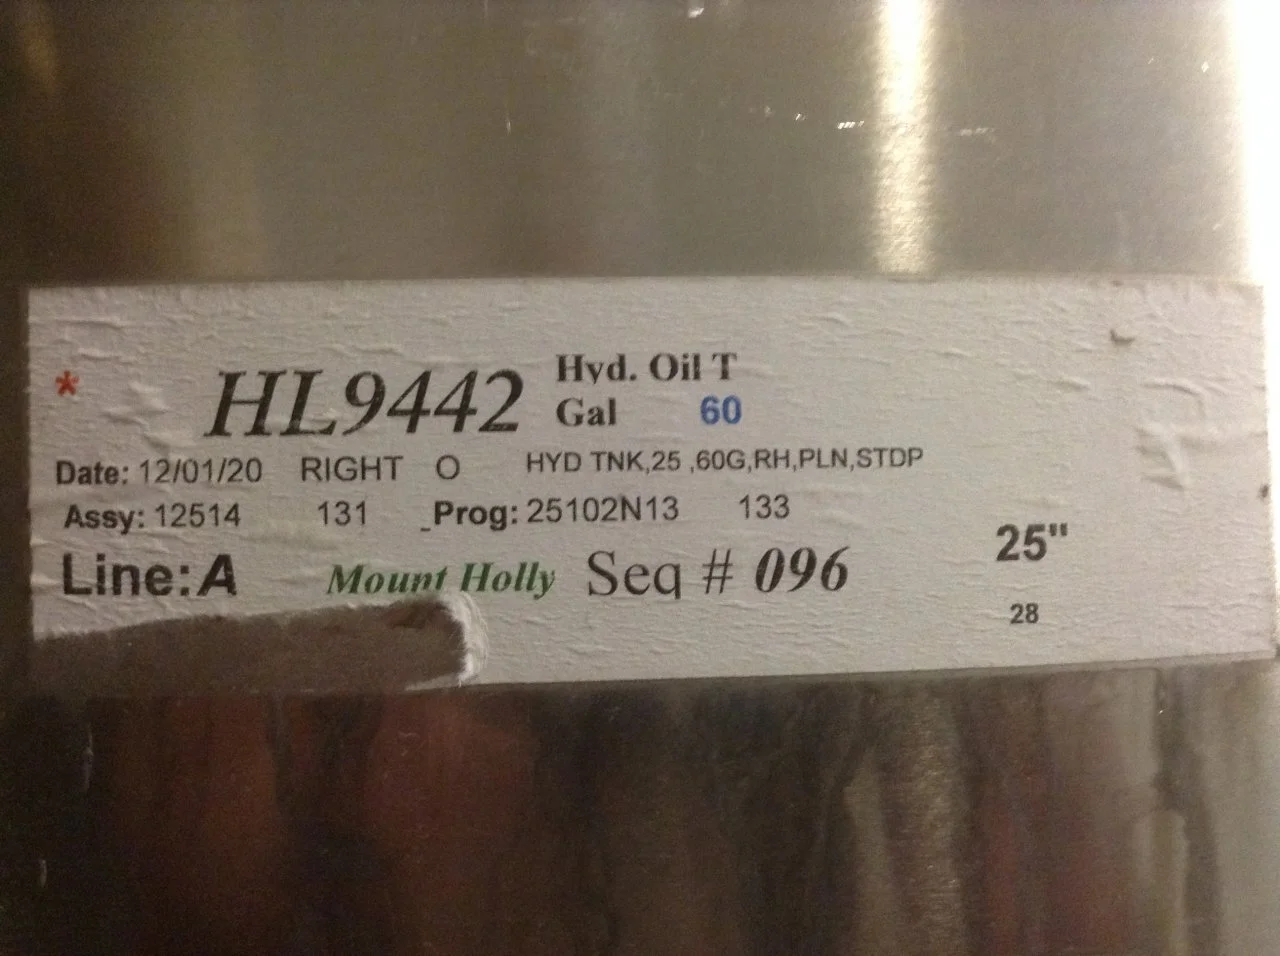 * HL9442 Hyd. Oil T
Gal 60
Date: 12/01/20 RIGHT O HYD TNK,25 ,60G,RH,PLN,STDP
Assy: 12514 131 _Prog: 25102N13 133
25"
Line:A Mount Holly Seq # 096
28